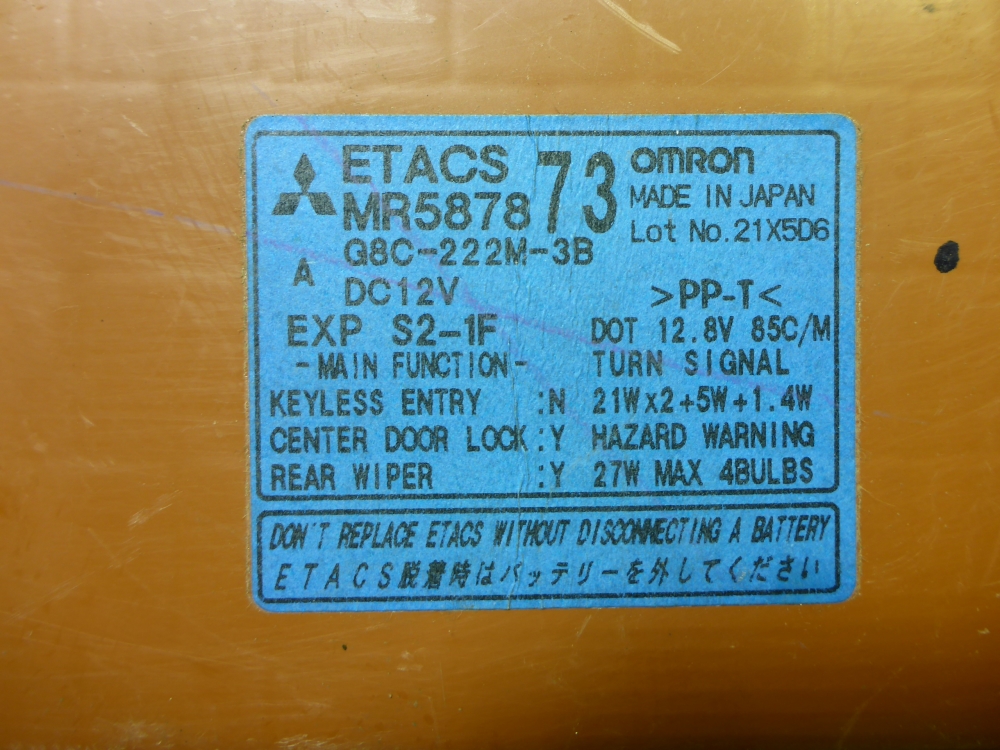 ETACS
MR587873
omron
MADE IN JAPAN
Lot No.21X5D6
A
G8C-222M-3B
DC12V
>PP-T<
EXP S2-1F
DOT 12.8V 85C/M
-MAIN FUNCTION-
TURN SIGNAL
KEYLESS ENTRY :N
21Wx2+5W+1.4W
CENTER DOOR LOCK:Y
HAZARD WARNING
REAR WIPER :Y
27W MAX 4BULBS
DON'T REPLACE ETACS WITHOUT DISCONNECTING A BATTERY
ETACS脱着時はバッテリーを外してください